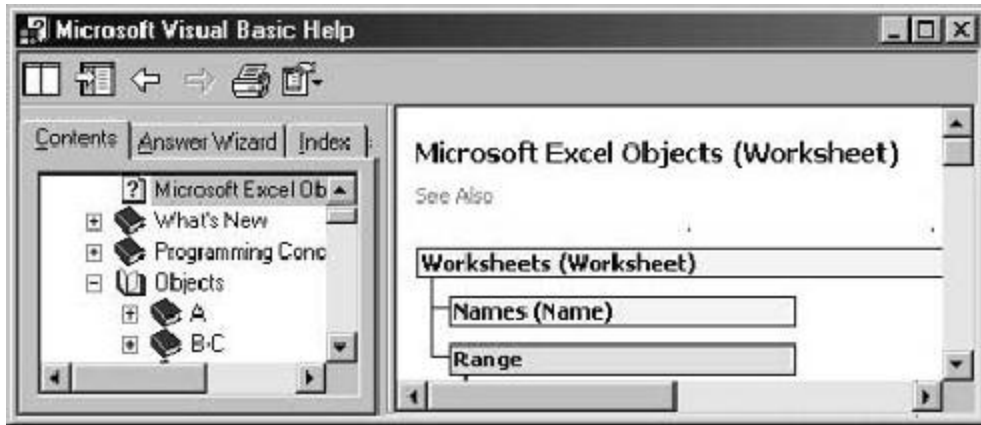 Microsoft Visual Basic Help
Contents
Answer Wizard
Index
Microsoft Excel Ob
What's New
Programming Conc
Objects
A
B-C
Microsoft Excel Objects (Worksheet)
See Also
Worksheets (Worksheet)
Names (Name)
Range